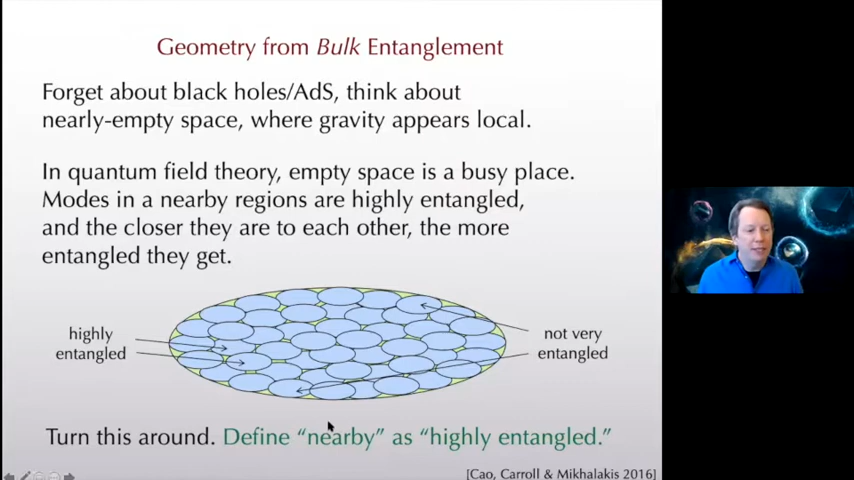 Geometry from Bulk Entanglement
Forget about black holes/AdS, think about
nearly-empty space, where gravity appears local.
In quantum field theory, empty space is a busy place.
Modes in a nearby regions are highly entangled,
and the closer they are to each other, the more
entangled they get.
highly
entangled
not very
entangled
Turn this around. Define “nearby” as “highly entangled.”
[Cao, Carroll & Mikhalakis 2016]